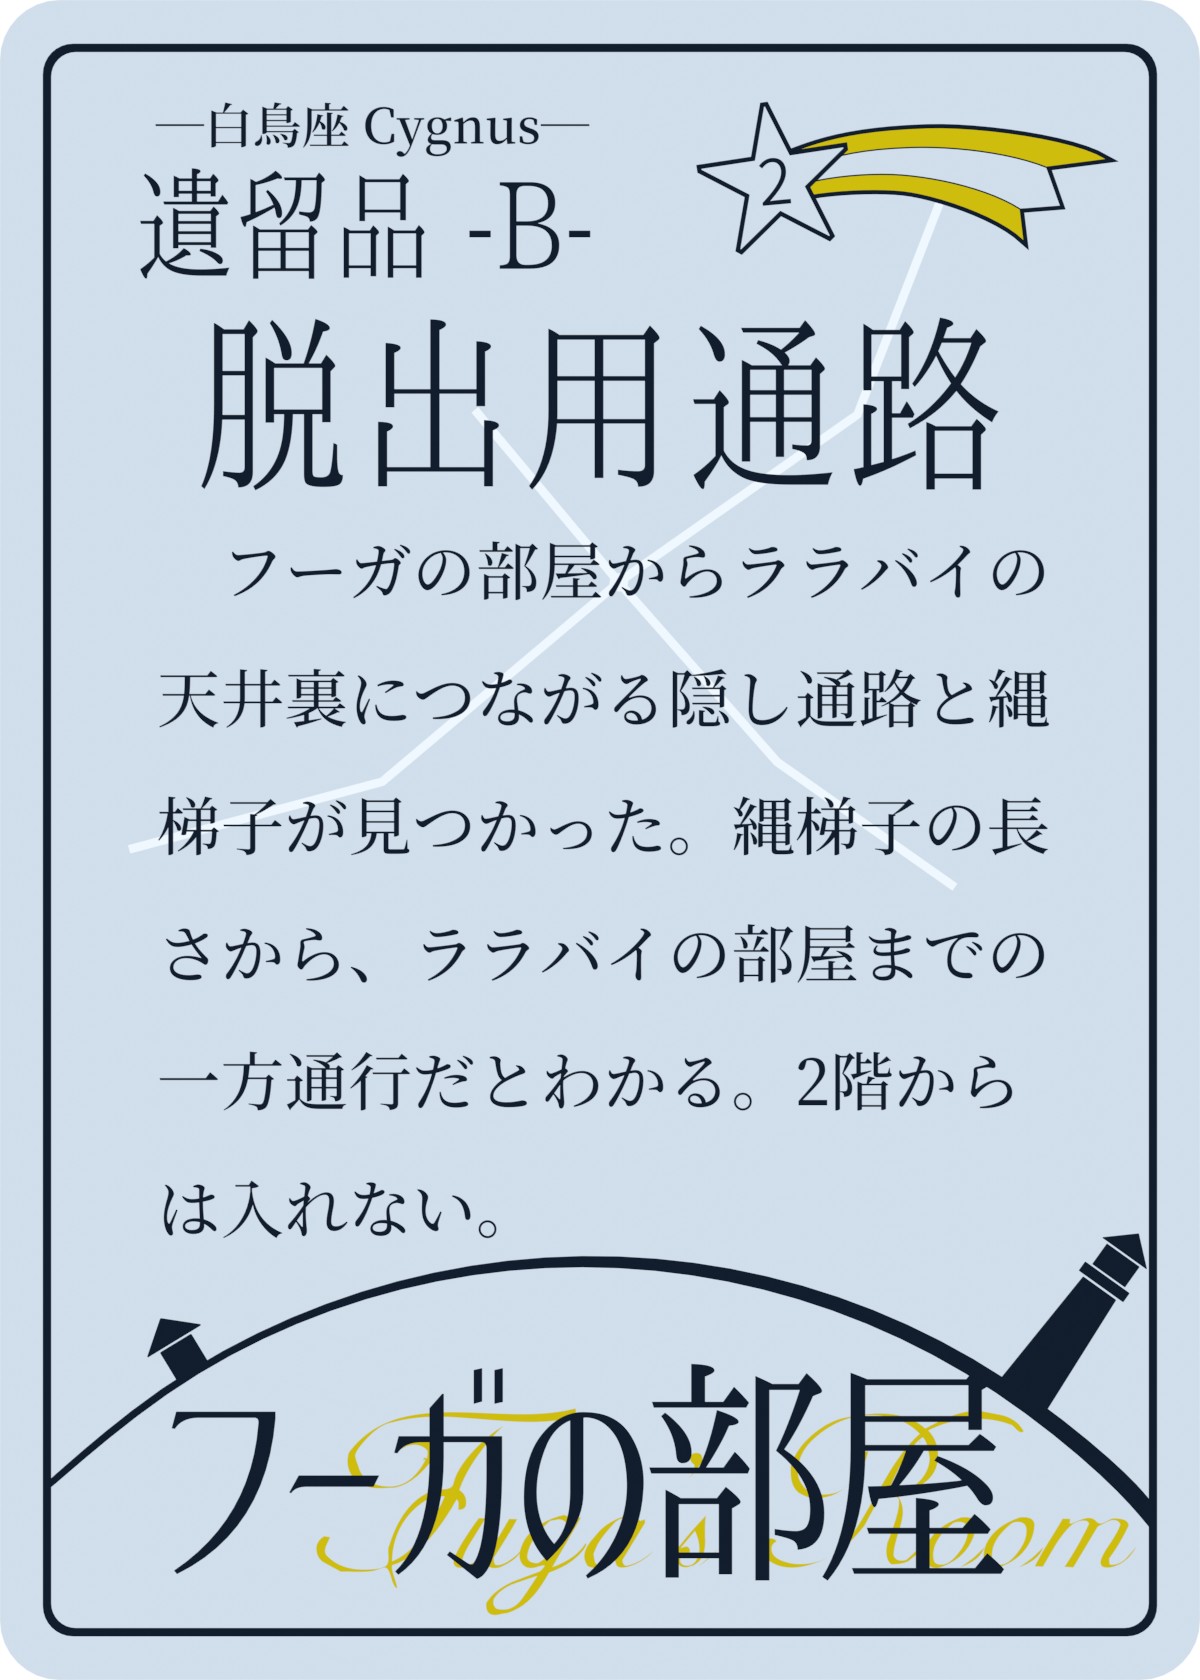 —白鳥座 Cygnus—
遺留品 -B-
2
脱出用通路
フーガの部屋からララバイの
天井裏につながる隠し通路と縄
梯子が見つかった。縄梯子の長
さから、ララバイの部屋までの
一方通行だとわかる。2階から
は入れない。
フーガの部屋
Fuga's Room